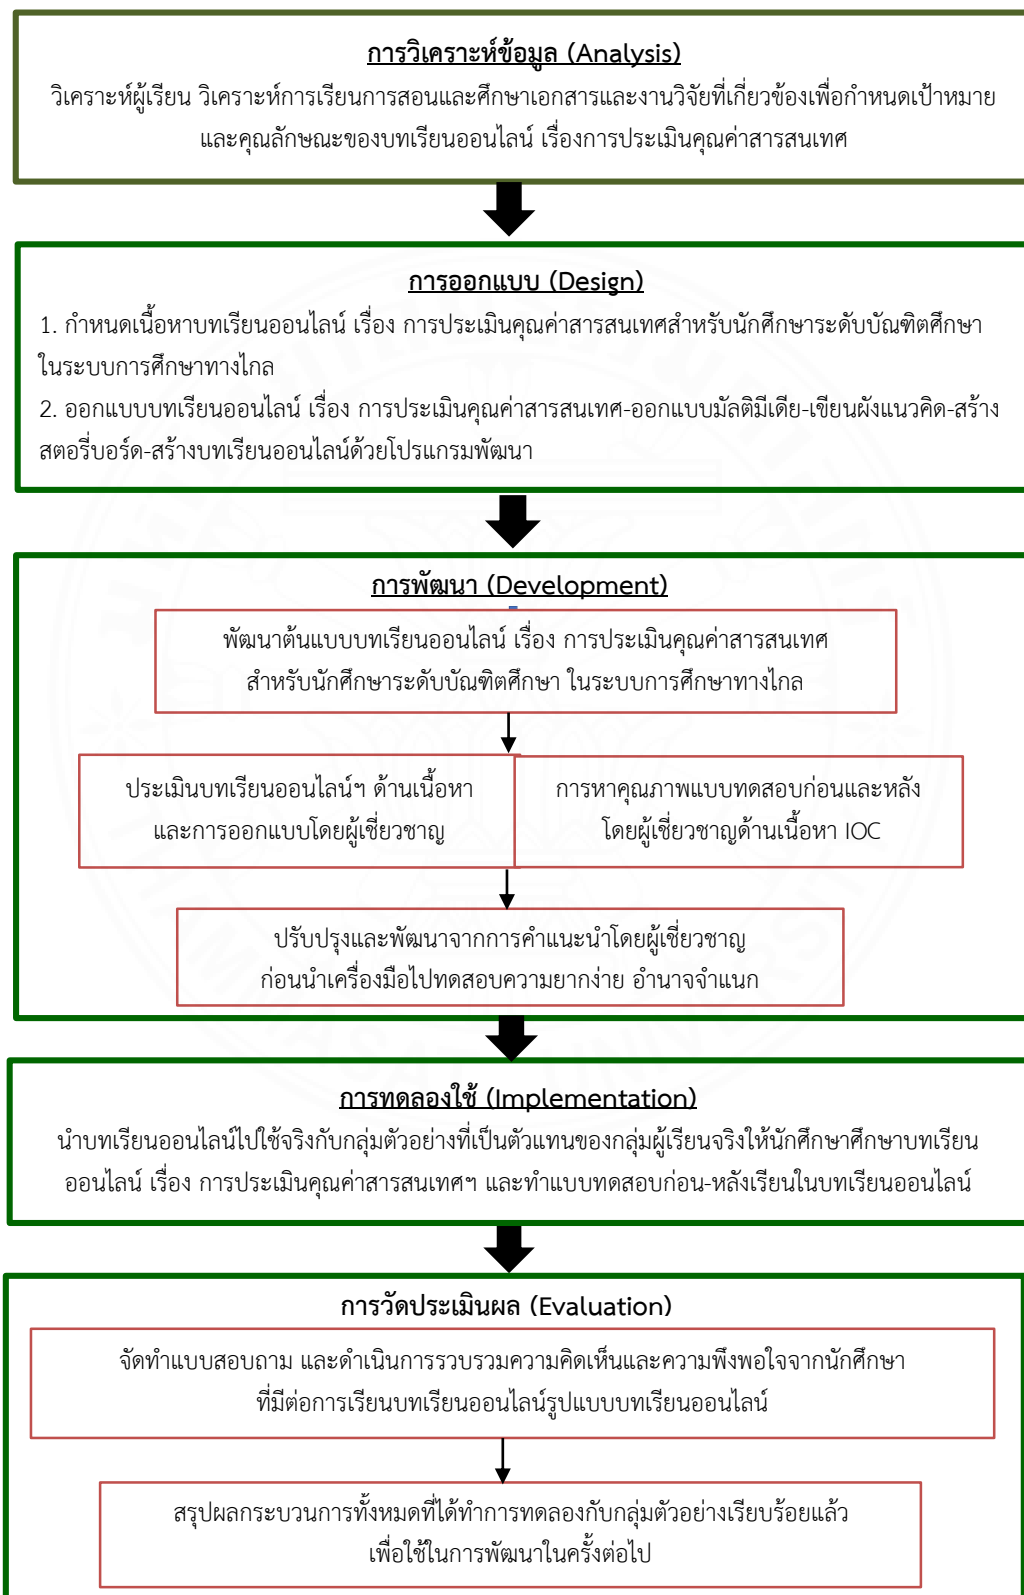 การวิเคราะห์ข้อมูล (Analysis)
วิเคราะห์ผู้เรียน วิเคราะห์การเรียนการสอนและศึกษาเอกสารและงานวิจัยที่เกี่ยวข้องเพื่อกำหนดเป้าหมาย
และคุณลักษณะของบทเรียนออนไลน์ เรื่องการประเมินคุณค่าสารสนเทศ
การออกแบบ (Design)
1. กำหนดเนื้อหาบทเรียนออนไลน์ เรื่อง การประเมินคุณค่าสารสนเทศสำหรับนักศึกษาระดับบัณฑิตศึกษา
ในระบบการศึกษาทางไกล
2. ออกแบบบทเรียนออนไลน์ เรื่อง การประเมินคุณค่าสารสนเทศ-ออกแบบมัลติมีเดีย-เขียนผังแนวคิด-สร้าง
สตอรี่บอร์ด-สร้างบทเรียนออนไลน์ด้วยโปรแกรมพัฒนา
การพัฒนา (Development)
พัฒนาต้นแบบบทเรียนออนไลน์ เรื่อง การประเมินคุณค่าสารสนเทศ
สำหรับนักศึกษาระดับบัณฑิตศึกษา ในระบบการศึกษาทางไกล
ประเมินบทเรียนออนไลน์ฯ ด้านเนื้อหา
และการออกแบบโดยผู้เชี่ยวชาญ
การหาคุณภาพแบบทดสอบก่อนและหลัง
โดยผู้เชี่ยวชาญด้านเนื้อหา IOC
ปรับปรุงและพัฒนาจากการคำแนะนำโดยผู้เชี่ยวชาญ
ก่อนนำเครื่องมือไปทดสอบความยากง่าย อำนาจจำแนก
การทดลองใช้ (Implementation)
นำบทเรียนออนไลน์ไปใช้จริงกับกลุ่มตัวอย่างที่เป็นตัวแทนของกลุ่มผู้เรียนจริงให้นักศึกษาศึกษาบทเรียน
ออนไลน์ เรื่อง การประเมินคุณค่าสารสนเทศฯ และทำแบบทดสอบก่อน-หลังเรียนในบทเรียนออนไลน์
การวัดประเมินผล (Evaluation)
จัดทำแบบสอบถาม และดำเนินการรวบรวมความคิดเห็นและความพึงพอใจจากนักศึกษา
ที่มีต่อการเรียนบทเรียนออนไลน์รูปแบบบทเรียนออนไลน์
สรุปผลกระบวนการทั้งหมดที่ได้ทำการทดลองกับกลุ่มตัวอย่างเรียบร้อยแล้ว
เพื่อใช้ในการพัฒนาในครั้งต่อไป